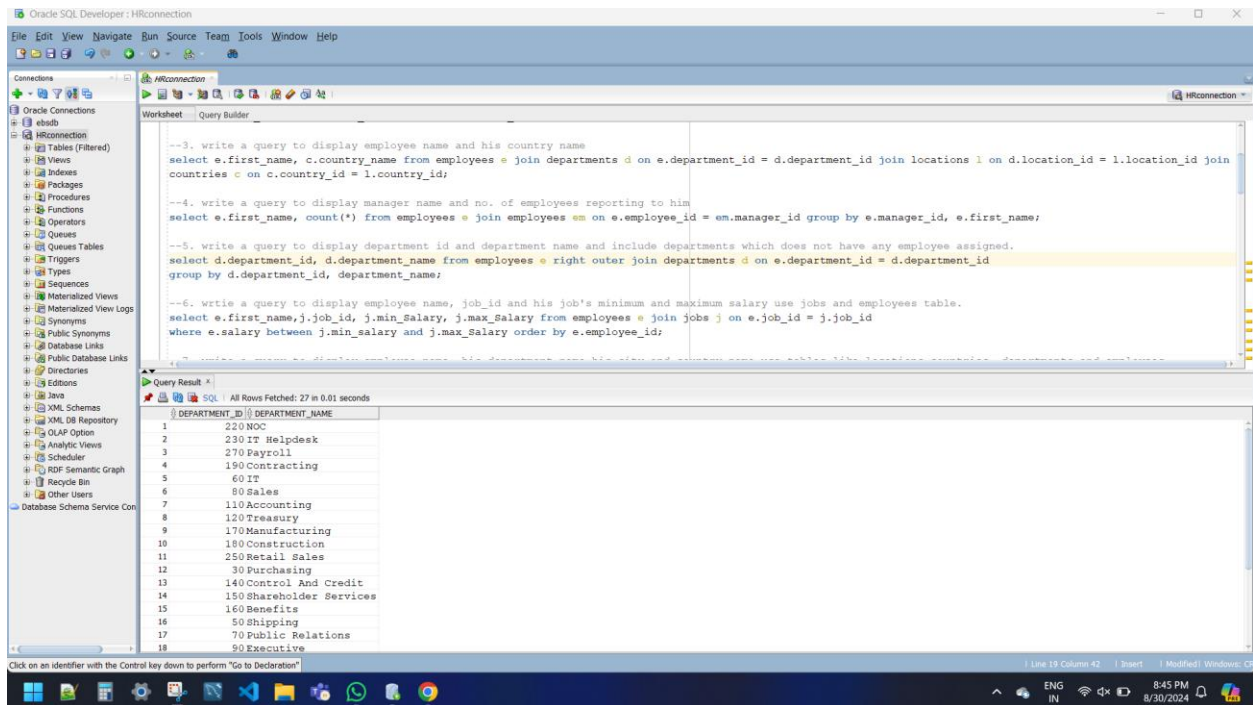 Oracle SQL Developer : HRconnection
File Edit View Navigate Run Source Team Tools Window Help
Connections
HRconnection
HRconnection
Oracle Connections
ebsdb
HRconnection
Tables (Filtered)
Views
Indexes
Packages
Procedures
Functions
Operators
Queues
Queues Tables
Triggers
Types
Sequences
Materialized Views
Materialized View Logs
Synonyms
Public Synonyms
Database Links
Public Database Links
Directories
Editions
Java
XML Schemas
XML DB Repository
OLAP Option
Analytic Views
Scheduler
RDF Semantic Graph
Recycle Bin
Other Users
Database Schema Service Con
Worksheet Query Builder
--3. write a query to display employee name and his country name
select e.first_name, c.country_name from employees e join departments d on e.department_id = d.department_id join locations l on d.location_id = l.location_id join
countries c on c.country_id = l.country_id;
--4. write a query to display manager name and no. of employees reporting to him
select e.first_name, count(*) from employees e join employees em on e.employee_id = em.manager_id group by e.manager_id, e.first_name;
--5. write a query to display department id and department name and include departments which does not have any employee assigned.
select d.department_id, d.department_name from employees e right outer join departments d on e.department_id = d.department_id
group by d.department_id, department_name;
--6. wrtie a query to display employee name, job_id and his job's minimum and maximum salary use jobs and employees table.
select e.first_name,j.job_id, j.min_Salary, j.max_Salary from employees e join jobs j on e.job_id = j.job_id
where e.salary between j.min_salary and j.max_Salary order by e.employee_id;
Query Result
SQL | All Rows Fetched: 27 in 0.01 seconds
DEPARTMENT_ID DEPARTMENT_NAME
1 220 NOC
2 230 IT Helpdesk
3 270 Payroll
4 190 Contracting
5 60 IT
6 80 Sales
7 110 Accounting
8 120 Treasury
9 170 Manufacturing
10 180 Construction
11 250 Retail Sales
12 30 Purchasing
13 140 Control And Credit
14 150 Shareholder Services
15 160 Benefits
16 50 Shipping
17 70 Public Relations
18 90 Executive
Click on an identifier with the Control key down to perform "Go to Declaration"
Line 19 Column 42 | Insert | Modified | Windows: CR
ENG
IN
8:45 PM
8/30/2024